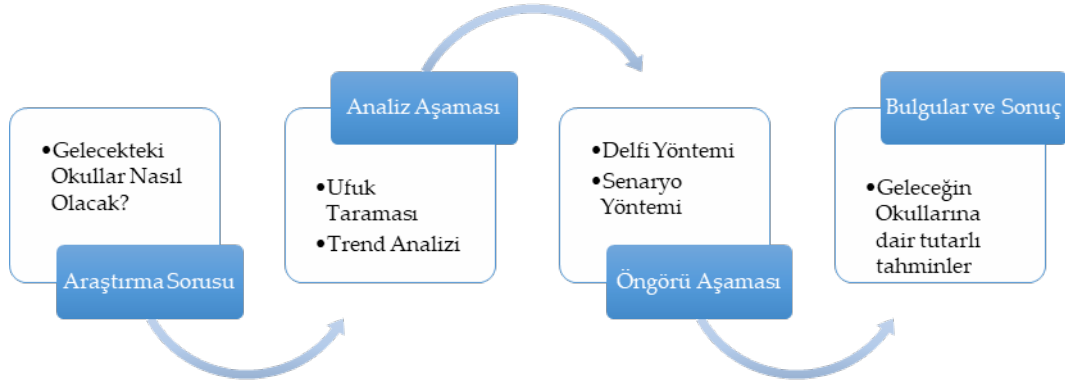 •Gelecekteki
Okullar Nasıl
Olacak?
Araştırma Sorusu
Analiz Aşaması
•Ufuk
Taraması
•Trend Analizi
•Delfi Yöntemi
•Senaryo
Yöntemi
Öngörü Aşaması
Bulgular ve Sonuç
•Geleceğin
Okullarına
dair tutarlı
tahminler